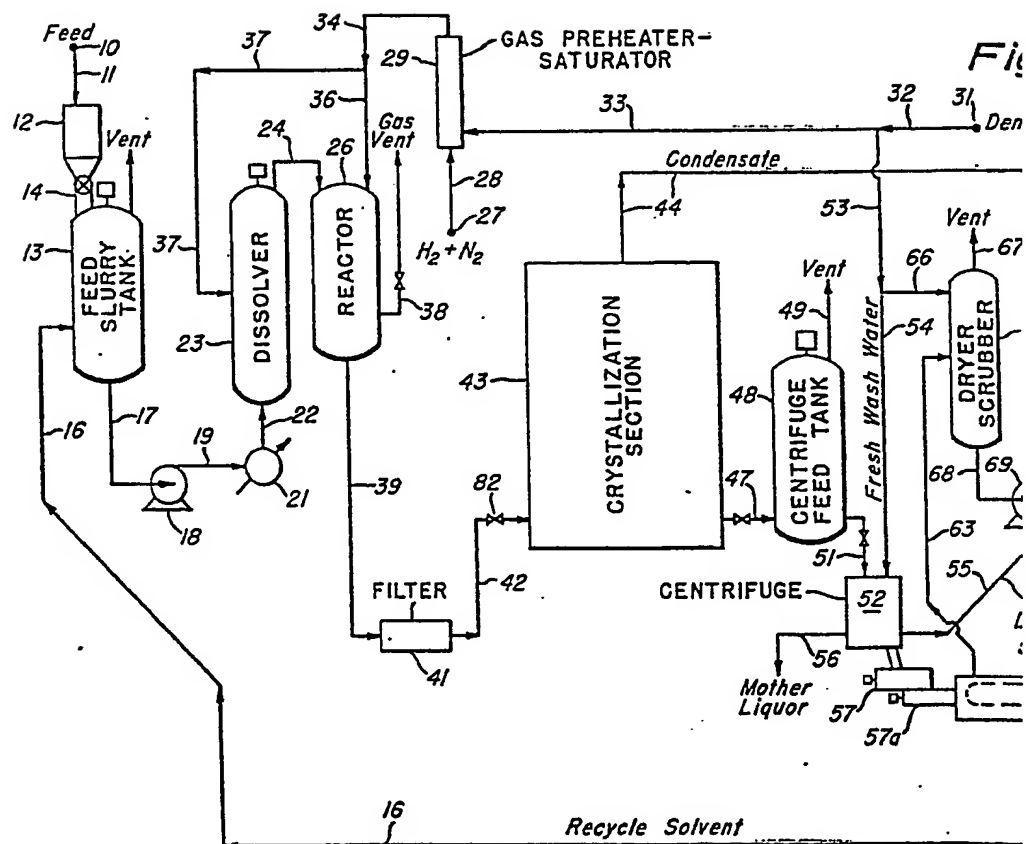 Feed
10
11
12
Vent
14
13
FEED
SLURRY
TANK
16
17
18
19
21
22
23
DISSOLVER
24
37
37
34
36
26
REACTOR
Gas
Vent
38
39
29
GAS PREHEATER-
SATURATOR
28
27
H₂ + N₂
33
32
31
Condensate
44
53
43
CRYSTALLIZATION
SECTION
82
42
FILTER
41
47
48
49
Vent
CENTRIFUGE
FEED TANK
51
Fresh Wash Water
54
66
Vent
67
DRYER
SCRUBBER
68
69
63
55
CENTRIFUGE
52
56
Mother
Liquor
57
57a
16
Recycle Solvent